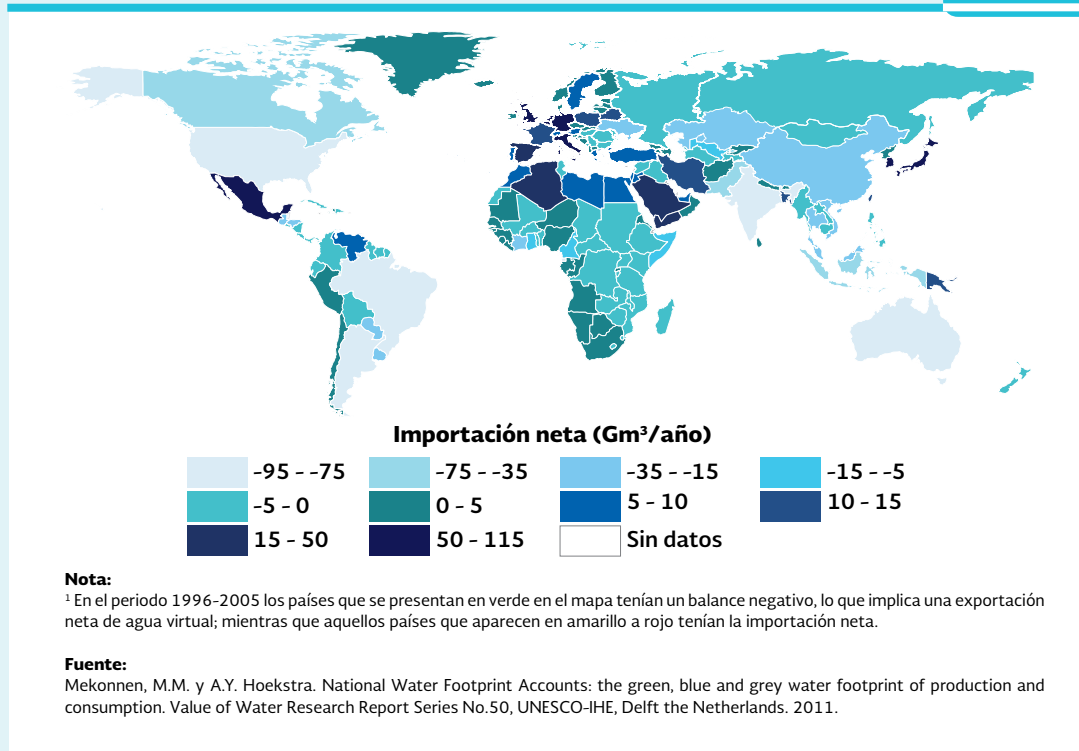 Importación neta (Gm³/año)
-95 - -75
-75 - -35
-35 - -15
-15 - -5
-5 - 0
0 - 5
5 - 10
10 - 15
15 - 50
50 - 115
Sin datos
Nota:
¹ En el periodo 1996-2005 los países que se presentan en verde en el mapa tenían un balance negativo, lo que implica una exportación
neta de agua virtual; mientras que aquellos países que aparecen en amarillo a rojo tenían la importación neta.
Fuente:
Mekonnen, M.M. y A.Y. Hoekstra. National Water Footprint Accounts: the green, blue and grey water footprint of production and
consumption. Value of Water Research Report Series No.50, UNESCO-IHE, Delft the Netherlands. 2011.